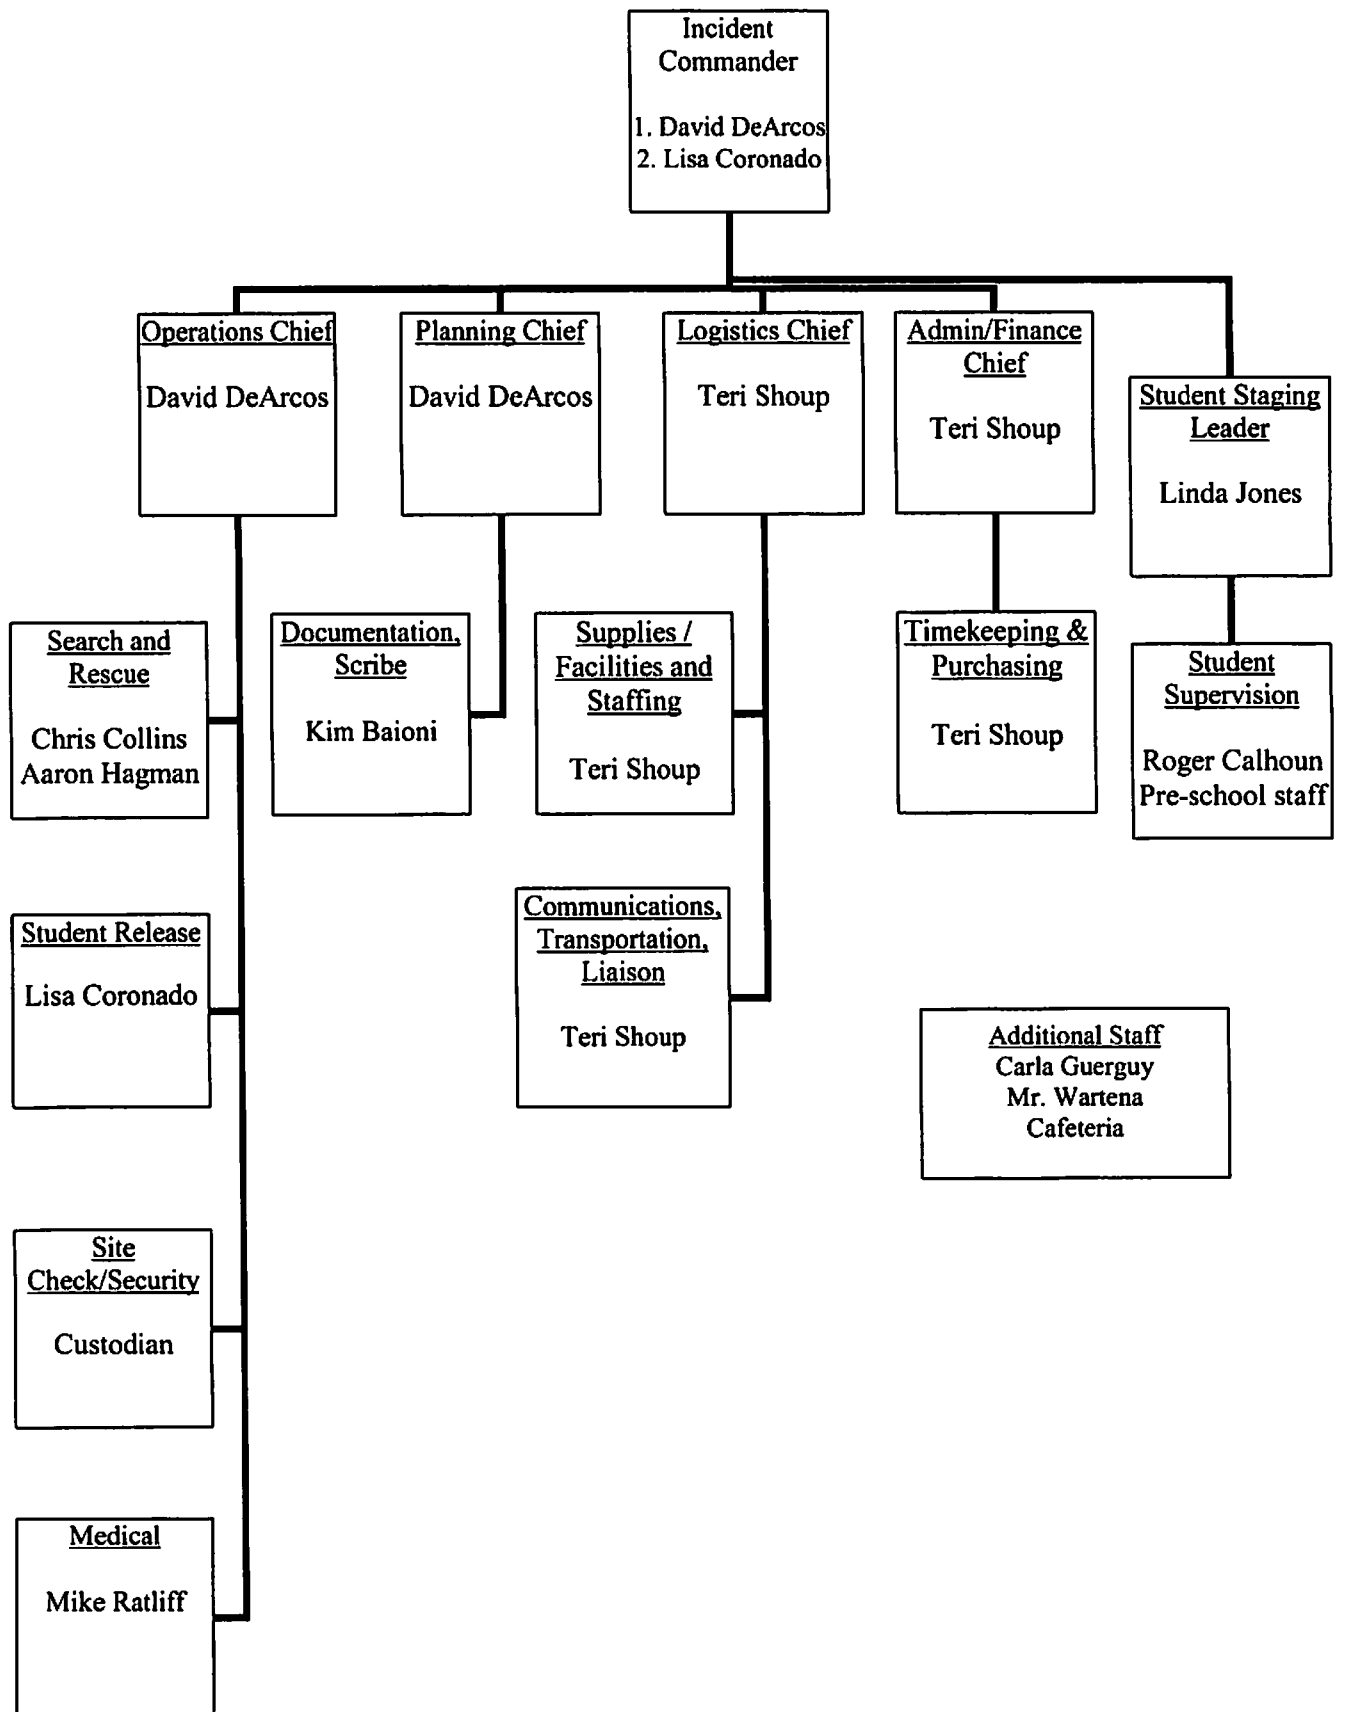 Incident
Commander
1. David DeArcos
2. Lisa Coronado
Operations Chief
David DeArcos
Planning Chief
David DeArcos
Logistics Chief
Teri Shoup
Admin/Finance
Chief
Teri Shoup
Student Staging
Leader
Linda Jones
Search and
Rescue
Chris Collins
Aaron Hagman
Documentation,
Scribe
Kim Baioni
Supplies /
Facilities and
Staffing
Teri Shoup
Timekeeping &
Purchasing
Teri Shoup
Student
Supervision
Roger Calhoun
Pre-school staff
Student Release
Lisa Coronado
Communications,
Transportation,
Liaison
Teri Shoup
Additional Staff
Carla Guerguy
Mr. Wartena
Cafeteria
Site
Check/Security
Custodian
Medical
Mike Ratliff